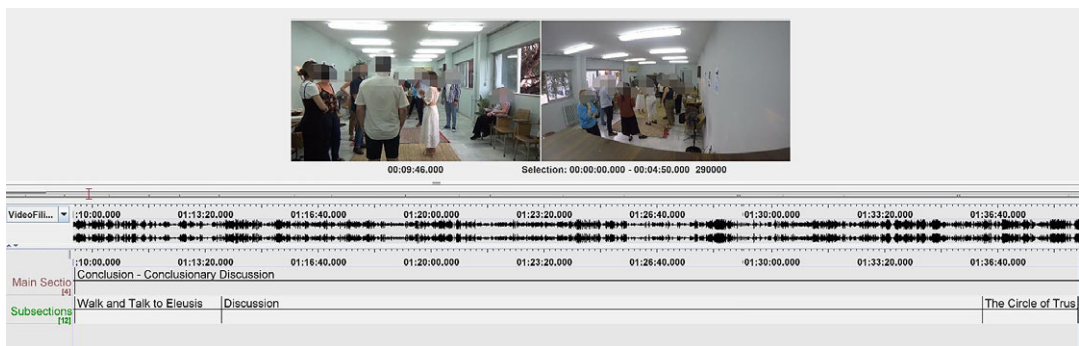 00:09:46.000 Selection: 00:00:00.000 - 00:04:50.000 290000
VideoFili...
:10:00.000 01:13:20.000 01:16:40.000 01:20:00.000 01:23:20.000 01:26:40.000 01:30:00.000 01:33:20.000 01:36:40.000
:10:00.000 01:13:20.000 01:16:40.000 01:20:00.000 01:23:20.000 01:26:40.000 01:30:00.000 01:33:20.000 01:36:40.000
Main Sectio
[4]
Conclusion - Conclusionary Discussion
Subsections
[12]
Walk and Talk to Eleusis Discussion The Circle of Trus